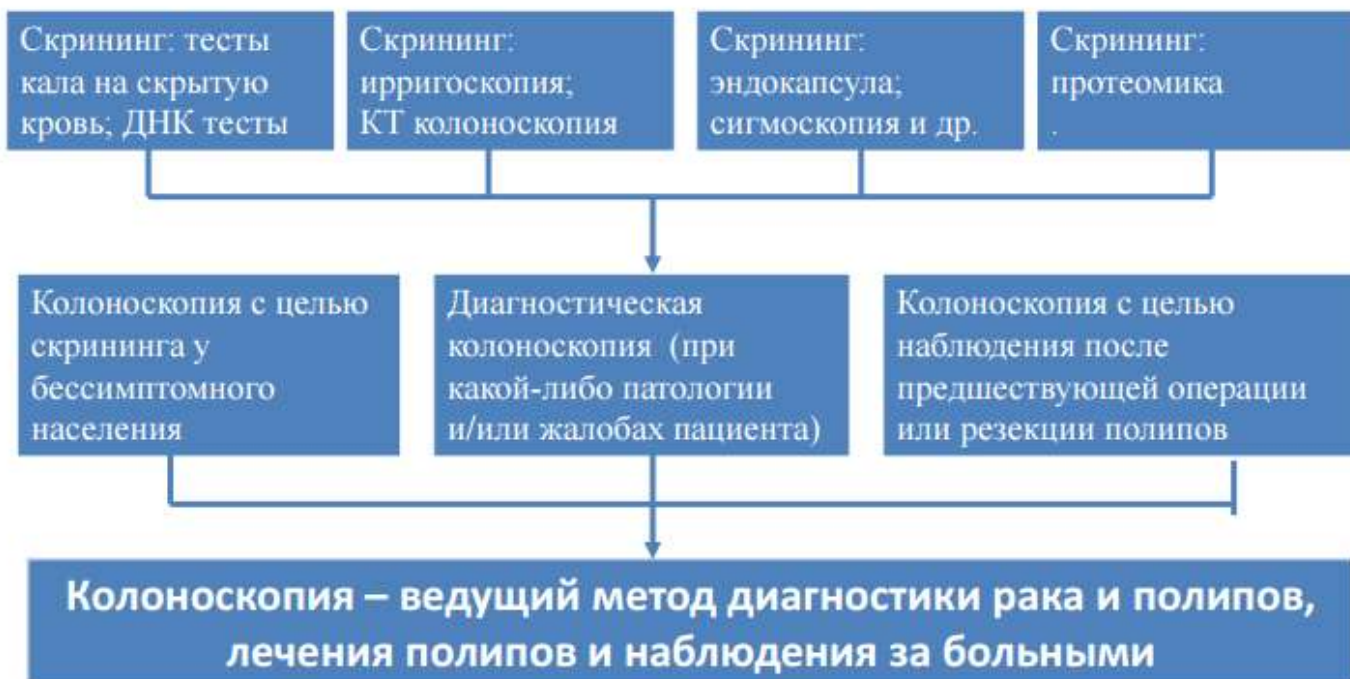 Скрининг: тесты
кала на скрытую
кровь; ДНК тесты
Скрининг:
ирригоскопия;
КТ колоноскопия
Скрининг:
эндокапсула;
сигмоскопия и др.
Скрининг:
протеомика
.
Колоноскопия с целью
скрининга у
бессимптомного
населения
Диагностическая
колоноскопия (при
какой-либо патологии
и/или жалобах пациента)
Колоноскопия с целью
наблюдения после
предшествующей операции
или резекции полипов
Колоноскопия – ведущий метод диагностики рака и полипов,
лечения полипов и наблюдения за больными